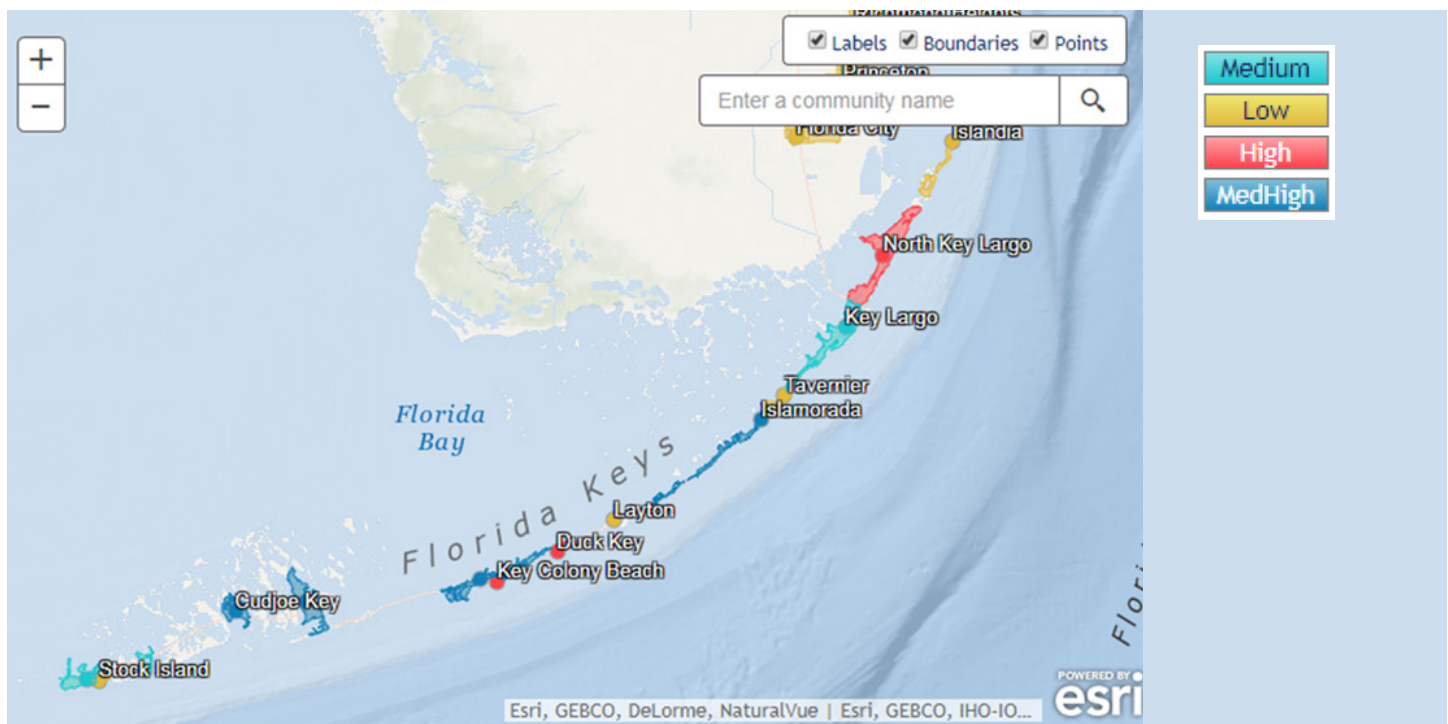 +
−
Labels Boundaries Points
Princeton
Enter a community name
Florida City
Islandia
North Key Largo
Key Largo
Tavernier
Islamorada
Florida
Bay
Florida Keys
Layton
Duck Key
Key Colony Beach
Cudjoe Key
Stock Island
POWERED BY
esri
Esri, GEBCO, DeLorme, NaturalVue | Esri, GEBCO, IHO-IO...
Medium
Low
High
MedHigh